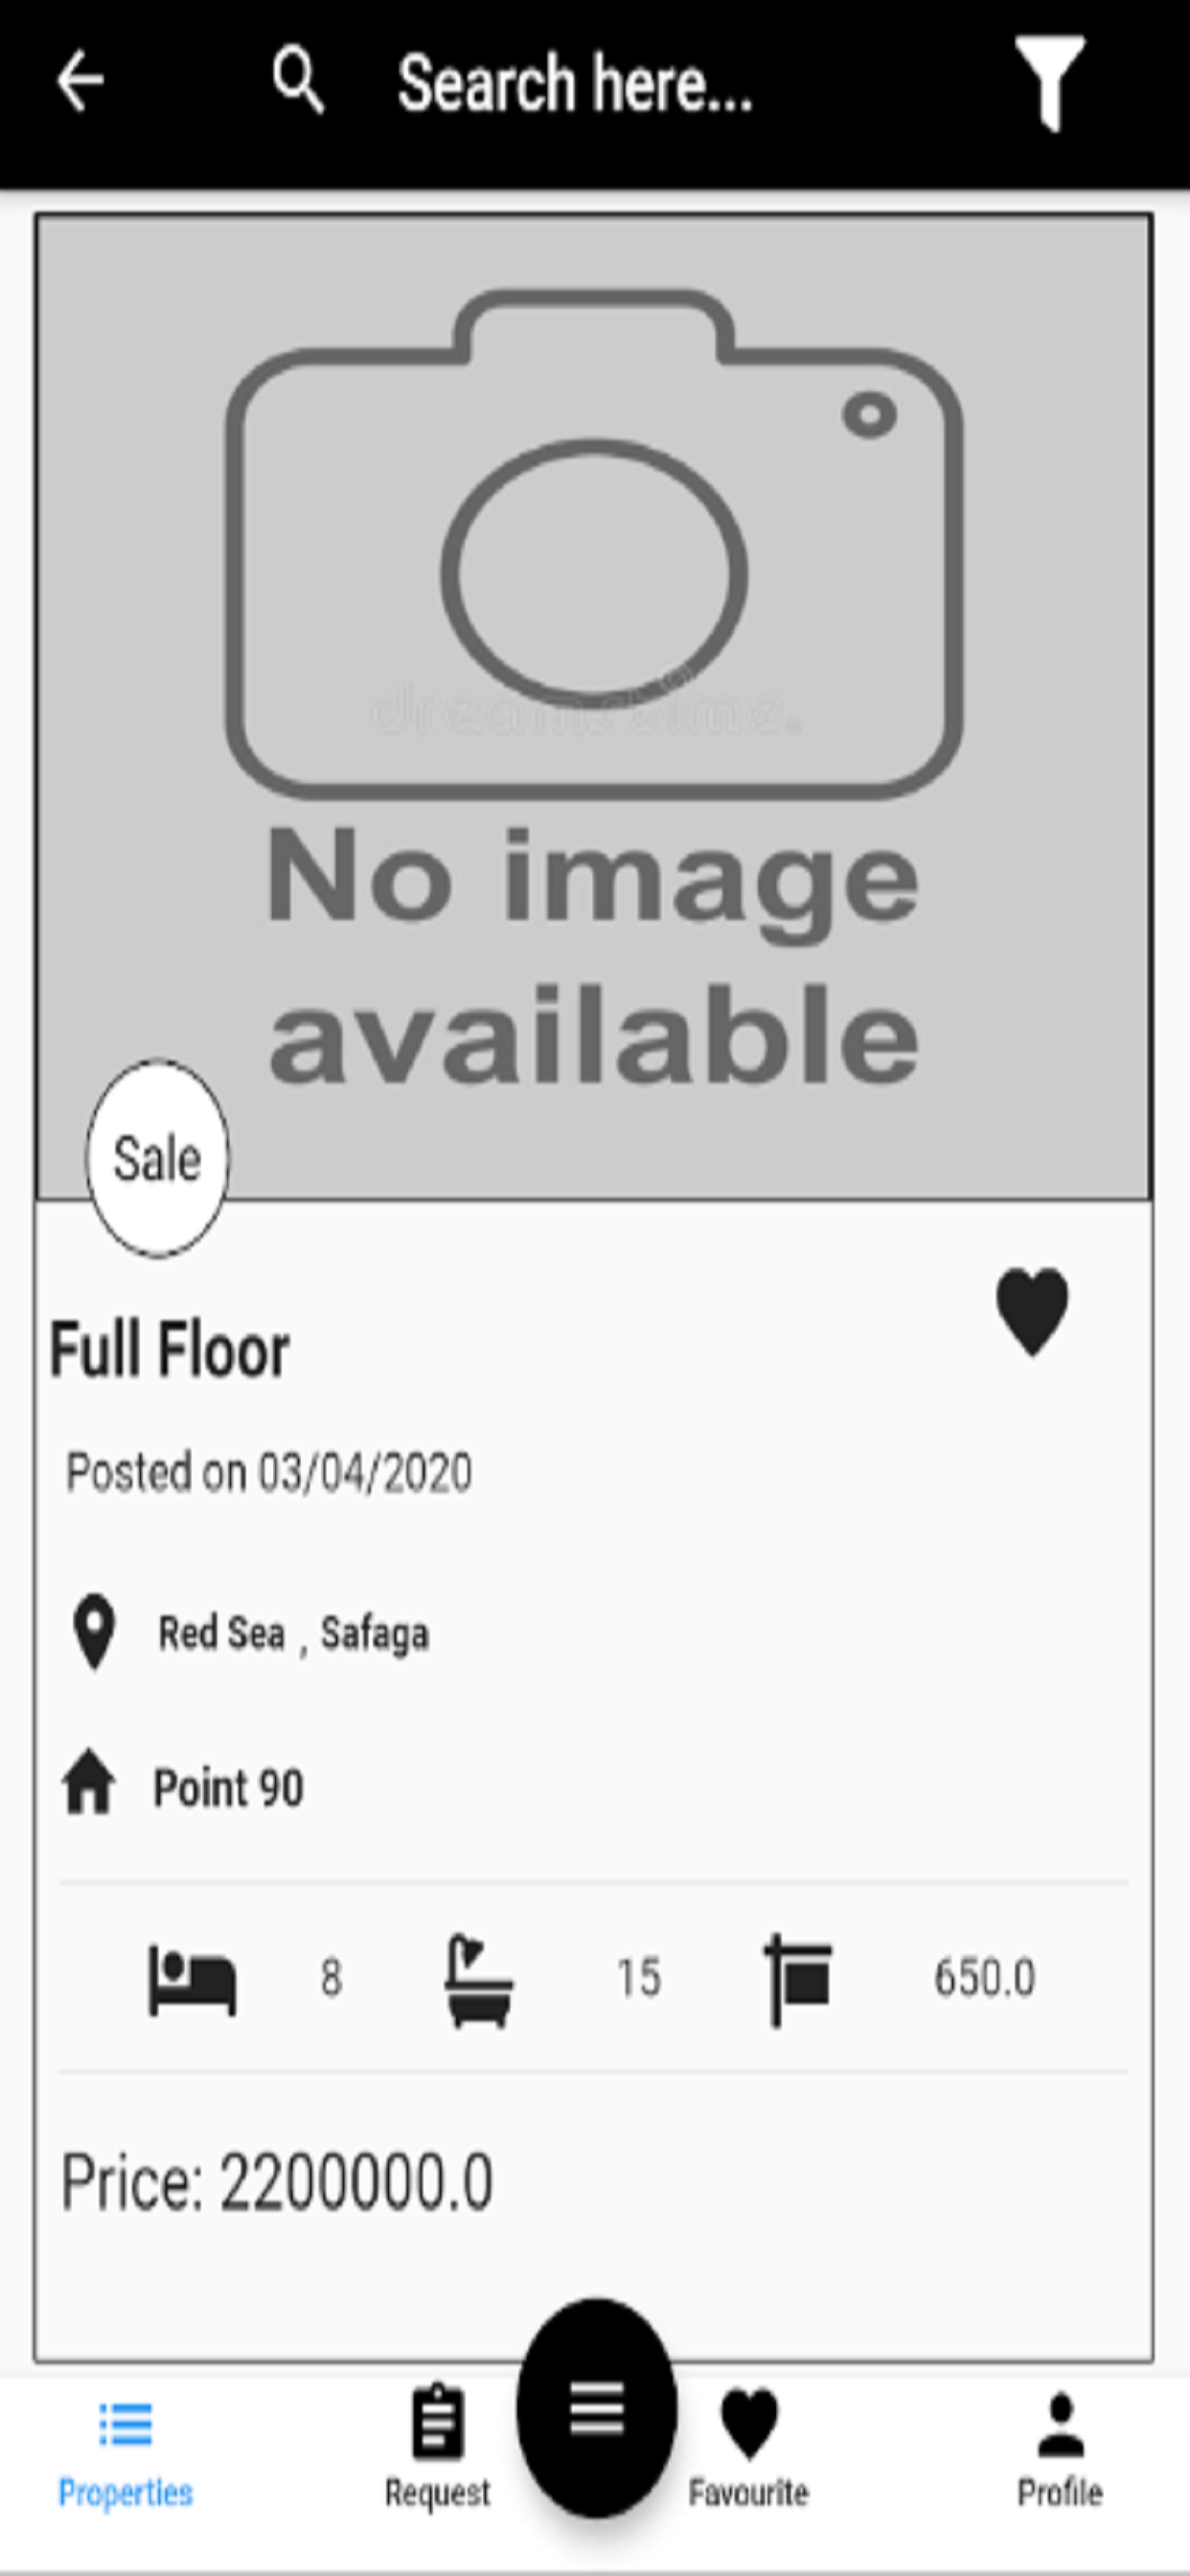 Search here...
dreamstime.
No image
available
Sale
Full Floor
Posted on 03/04/2020
Red Sea , Safaga
Point 90
8 15 650.0
Price: 2200000.0
Properties Request Favourite Profile